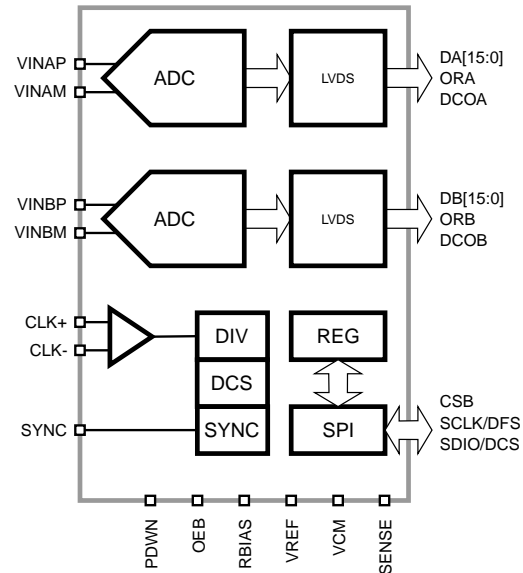 VINAP
VINAM
ADC
LVDS
DA[15:0]
ORA
DCOA
VINBP
VINBM
ADC
LVDS
DB[15:0]
ORB
DCOB
CLK+
CLK-
DIV
REG
DCS
SYNC
SYNC
SPI
CSB
SCLK/DFS
SDIO/DCS
PDWN
OEB
RBIAS
VREF
VCM
SENSE